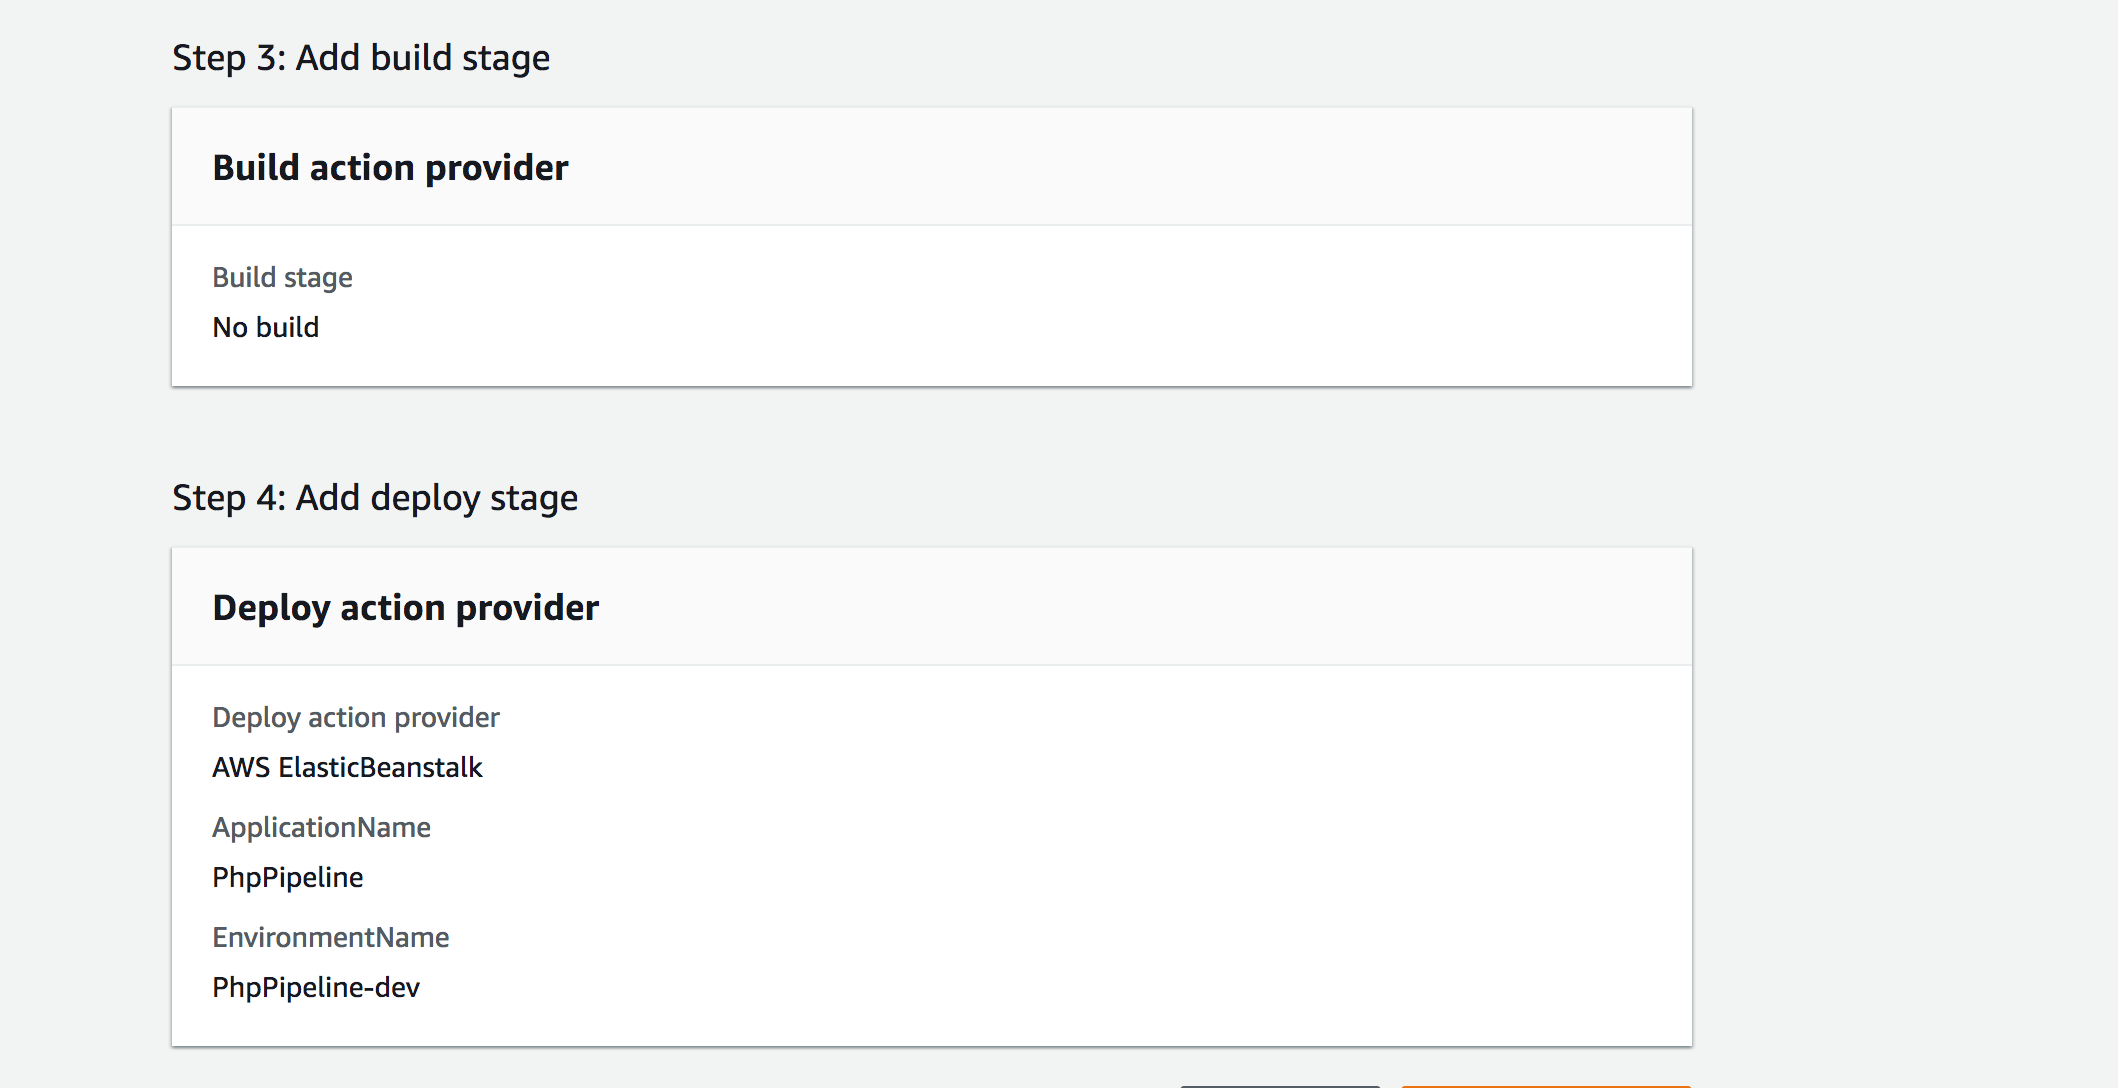 Step 3: Add build stage
Build action provider
Build stage
No build
Step 4: Add deploy stage
Deploy action provider
Deploy action provider
AWS ElasticBeanstalk
ApplicationName
PhpPipeline
EnvironmentName
PhpPipeline-dev